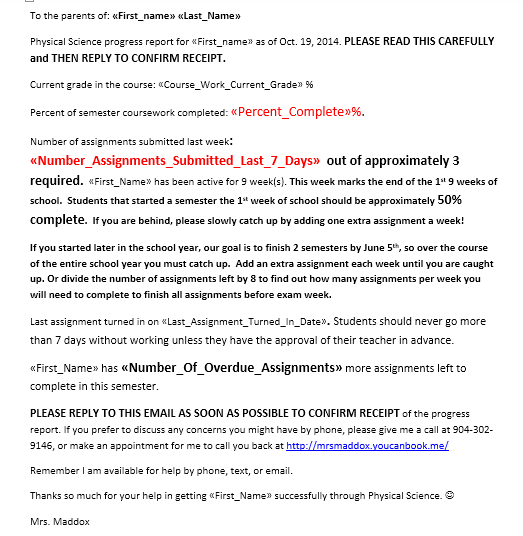 To the parents of: «First_name» «Last_Name»
Physical Science progress report for «First_name» as of Oct. 19, 2014. PLEASE READ THIS CAREFULLY
and THEN REPLY TO CONFIRM RECEIPT.
Current grade in the course: «Course_Work_Current_Grade» %
Percent of semester coursework completed: «Percent_Complete»%.
Number of assignments submitted last week:
«Number_Assignments_Submitted_Last_7_Days» out of approximately 3
required. «First_Name» has been active for 9 week(s). This week marks the end of the 1st 9 weeks of
school. Students that started a semester the 1st week of school should be approximately 50%
complete. If you are behind, please slowly catch up by adding one extra assignment a week!
If you started later in the school year, our goal is to finish 2 semesters by June 5th, so over the course
of the entire school year you must catch up. Add an extra assignment each week until you are caught
up. Or divide the number of assignments left by 8 to find out how many assignments per week you
will need to complete to finish all assignments before exam week.
Last assignment turned in on «Last_Assignment_Turned_In_Date». Students should never go more
than 7 days without working unless they have the approval of their teacher in advance.
«First_Name» has «Number_Of_Overdue_Assignments» more assignments left to
complete in this semester.
PLEASE REPLY TO THIS EMAIL AS SOON AS POSSIBLE TO CONFIRM RECEIPT of the progress
report. If you prefer to discuss any concerns you might have by phone, please give me a call at 904-302-
9146, or make an appointment for me to call you back at http://mrsmaddox.youcanbook.me/
Remember I am available for help by phone, text, or email.
Thanks so much for your help in getting «First_Name» successfully through Physical Science. ☺
Mrs. Maddox